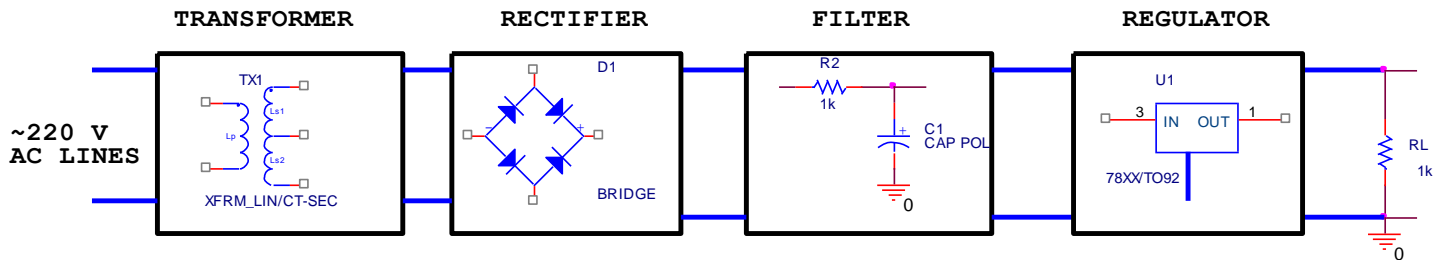 TRANSFORMER
RECTIFIER
FILTER
REGULATOR
~220 V
AC LINES
TX1
Lp
Ls1
Ls2
XFRM_LIN/CT-SEC
D1
-
+
BRIDGE
R2
1k
+
C1
CAP POL
0
U1
3
IN
OUT
1
78XX/TO92
RL
1k
0